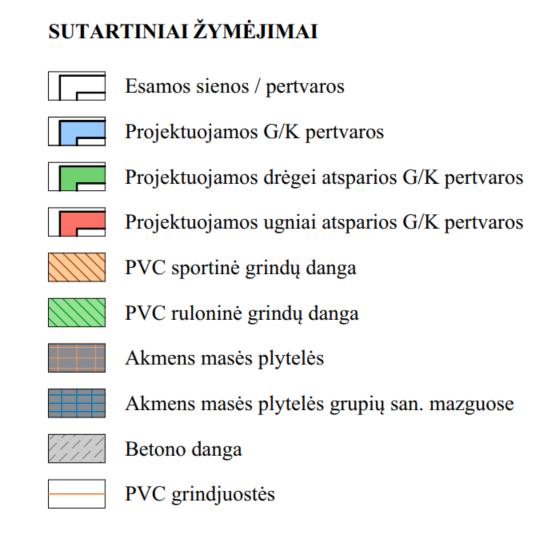 SUTARTINIAI ŽYMĖJIMAI
Esamos sienos / pertvaros
Projektuojamos G/K pertvaros
Projektuojamos drėgei atsparios G/K pertvaros
Projektuojamos ugniai atsparios G/K pertvaros
PVC sportinė grindų danga
PVC ruloninė grindų danga
Akmens masės plytelės
Akmens masės plytelės grupių san. mazguose
Betono danga
PVC grindjuostės